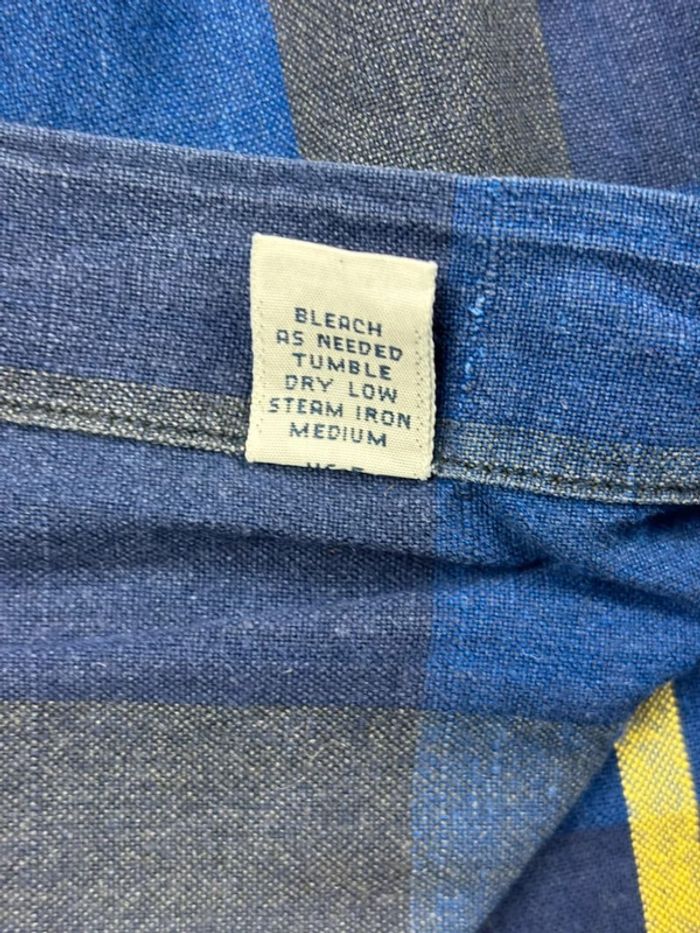 BLEACH
AS NEEDED
TUMBLE
DRY LOW
STEAM IRON
MEDIUM